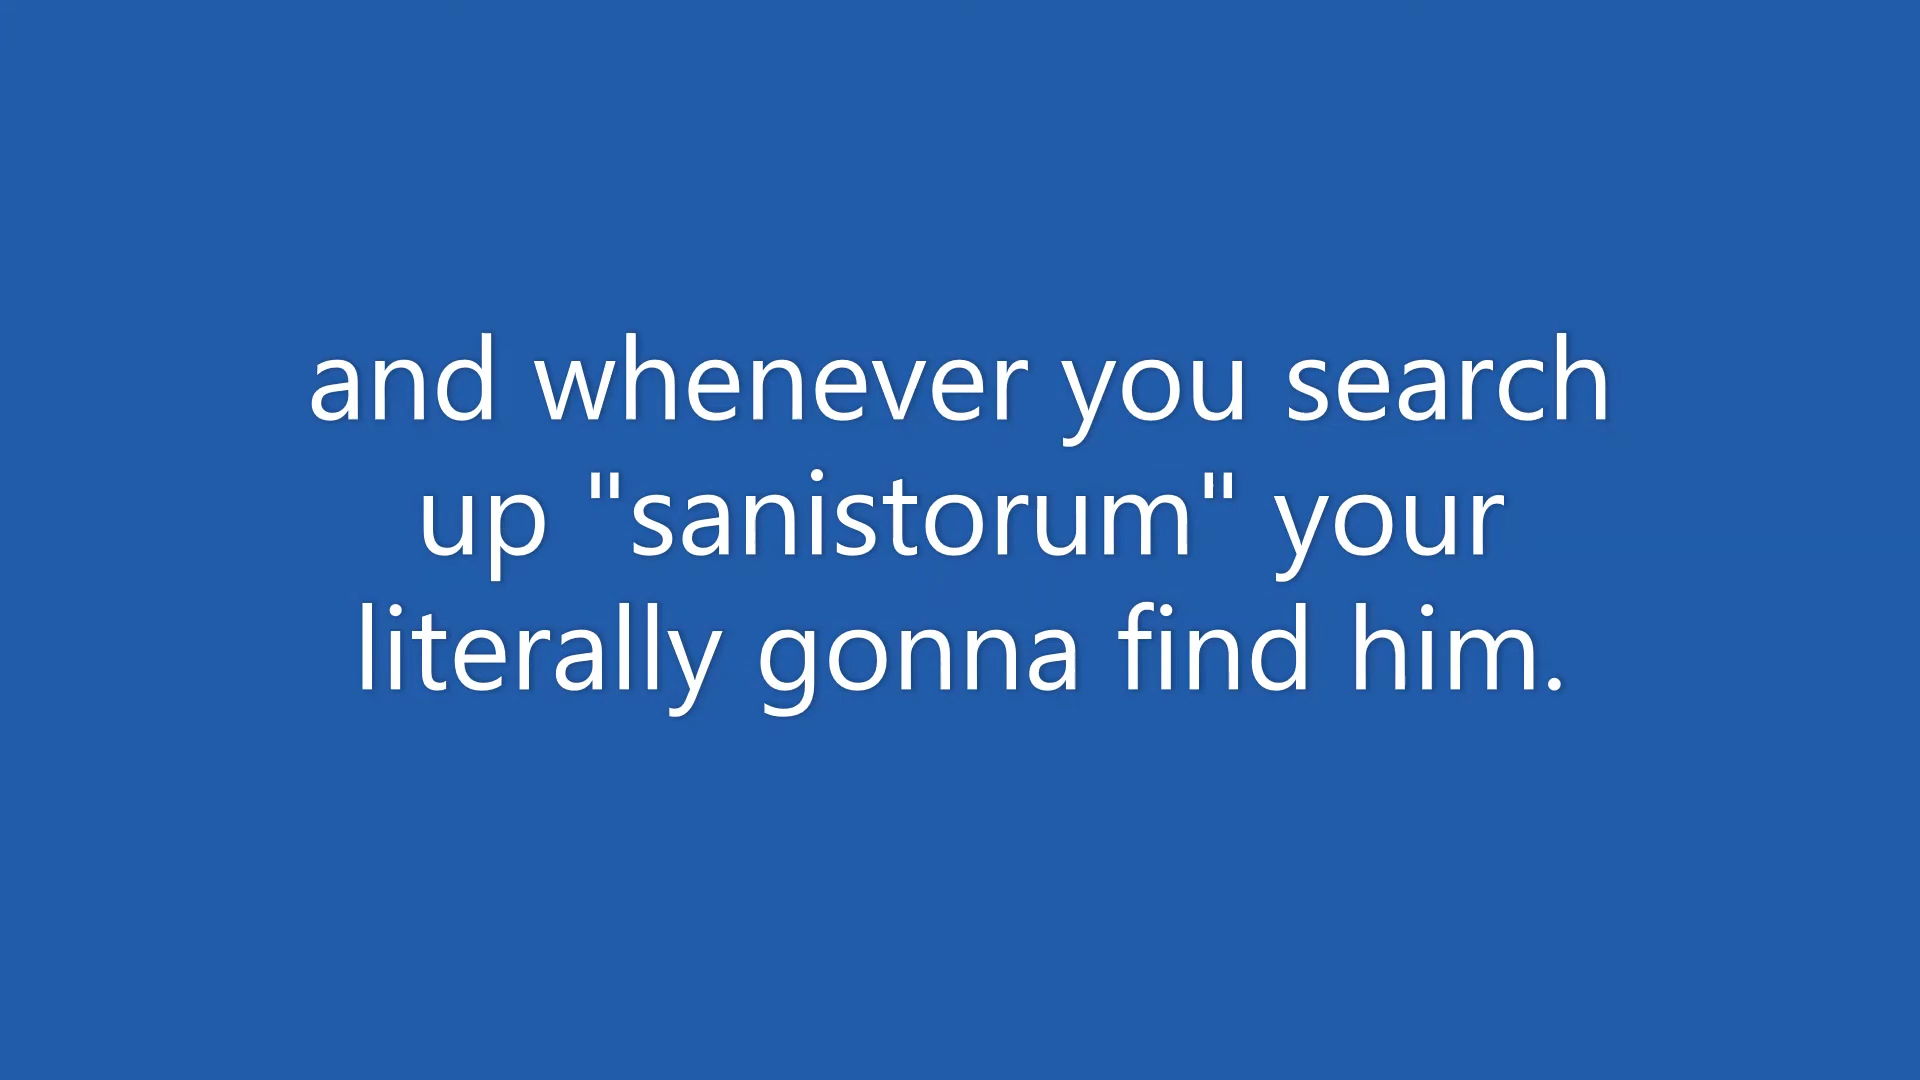 and whenever you search
up "sanistorum" your
literally gonna find him.